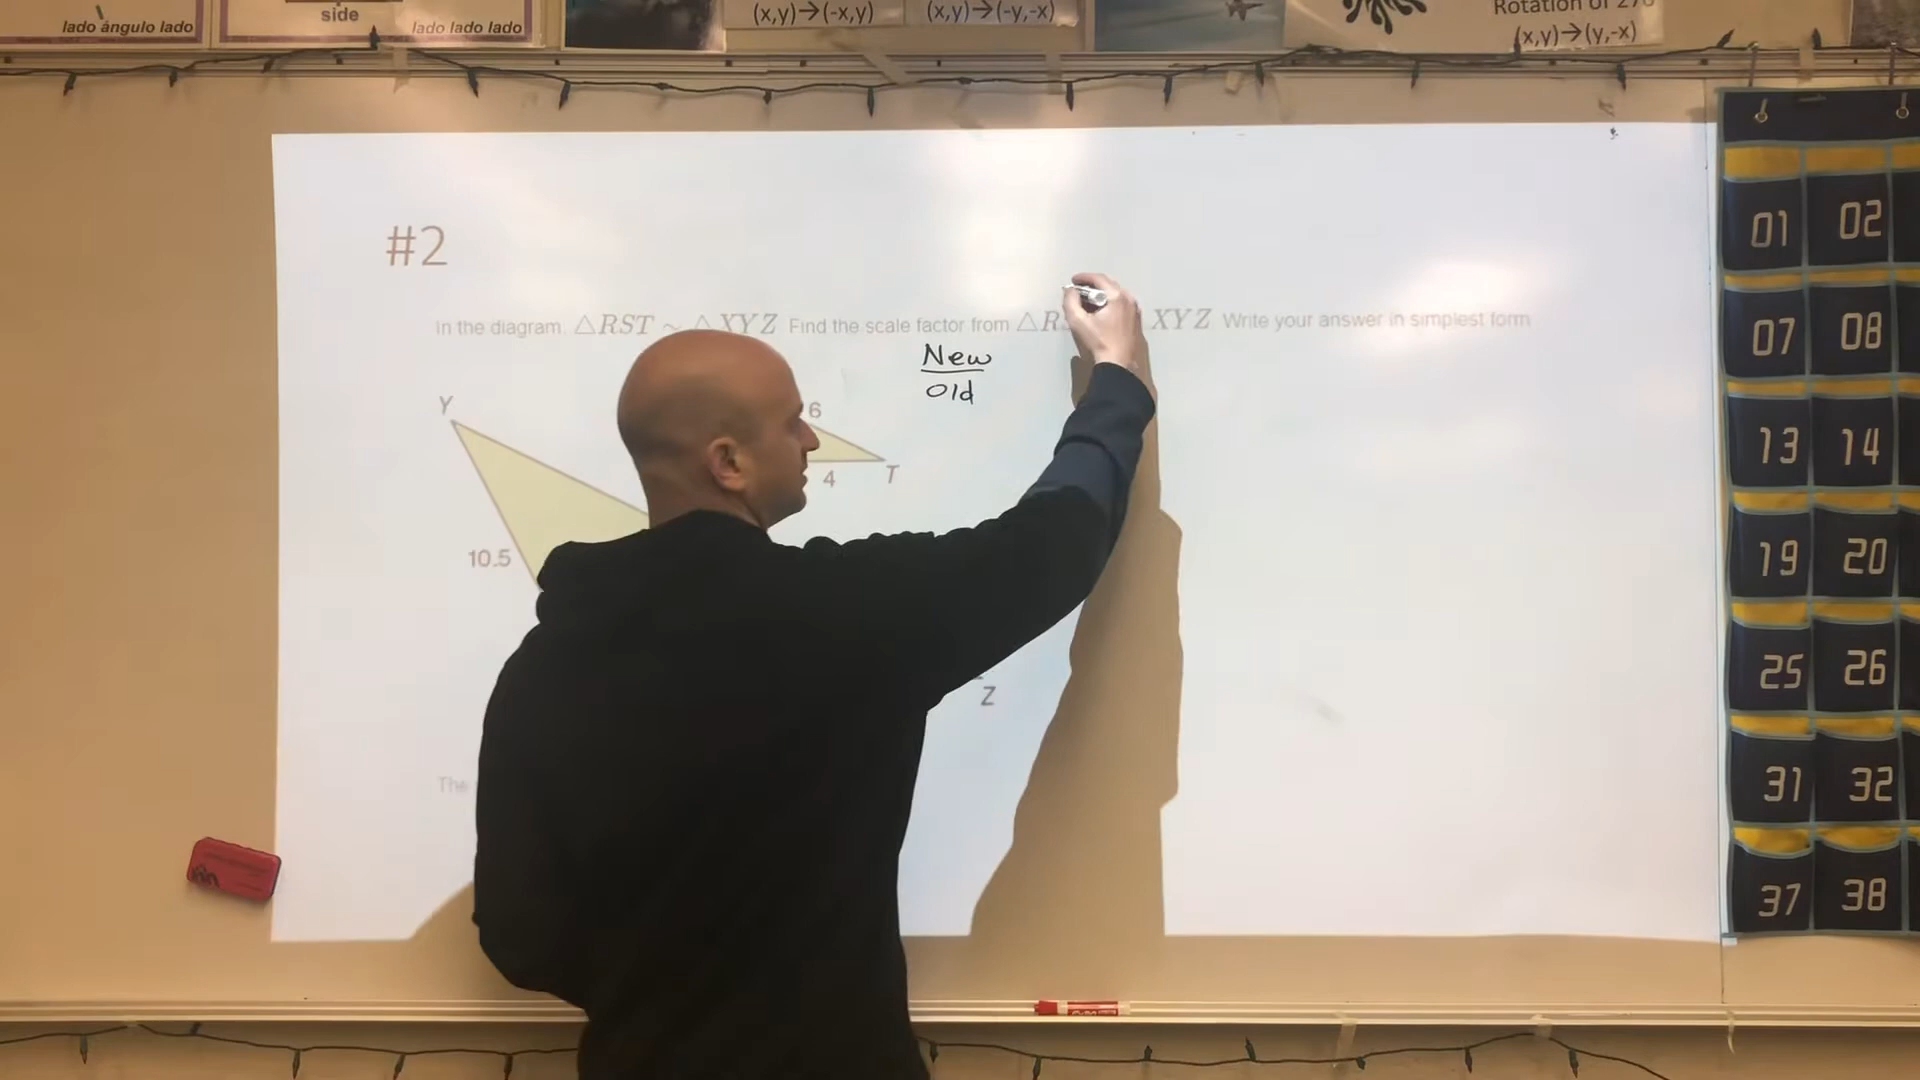 lado ángulo lado
side
lado lado lado
(x,y)→(-x,y)
(x,y)→(-y,-x)
Rotation of 270
(x,y)→(y,-x)
#2
In the diagram, △RST ~ △XYZ Find the scale factor from △R XYZ Write your answer in simplest form
New
Old
Y
6
4
T
10.5
Z
The
01 02
07 08
13 14
19 20
25 26
31 32
37 38